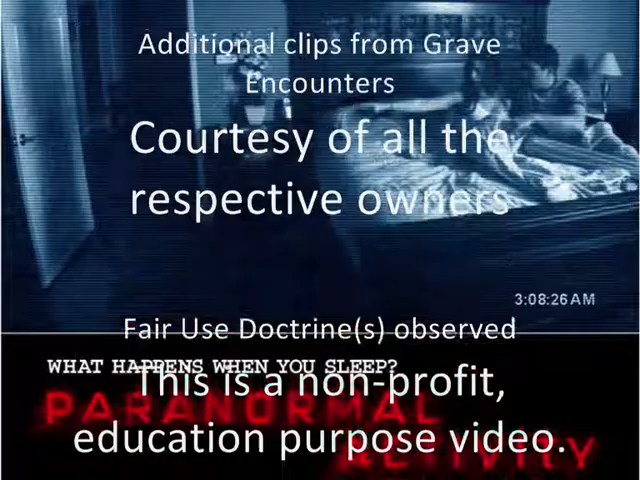 Additional clips from Grave
Encounters
Courtesy of all the
respective owners
3:08:26 AM
Fair Use Doctrine(s) observed
WHAT HAPPENS WHEN YOU SLEEP?
This is a non-profit,
PARANORMAL
education purpose video.
ACTIVITY